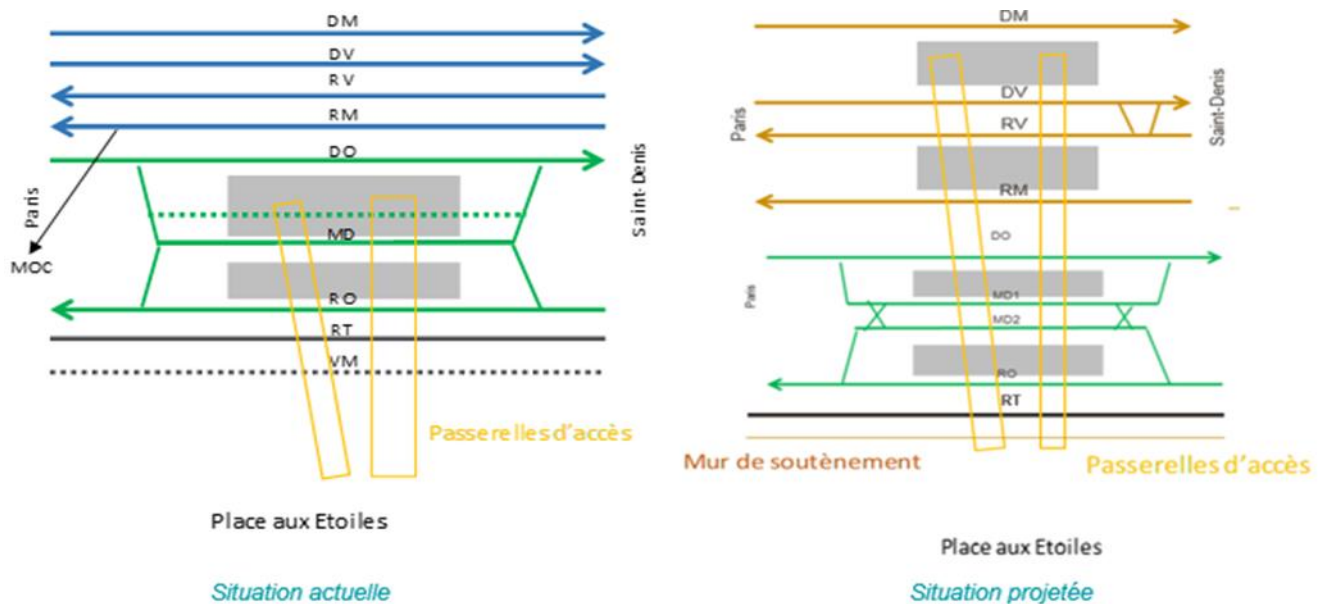 DM
DV
RV
RM
DO
Paris
Saint-Denis
MOC
MD
RO
RT
VM
Passerelles d'accès
Place aux Etoiles
Situation actuelle
DM
DV
Paris
Saint-Denis
RV
RM
DO
Paris
MD1
MD2
RO
RT
Mur de soutènement
Passerelles d'accès
Place aux Etoiles
Situation projetée